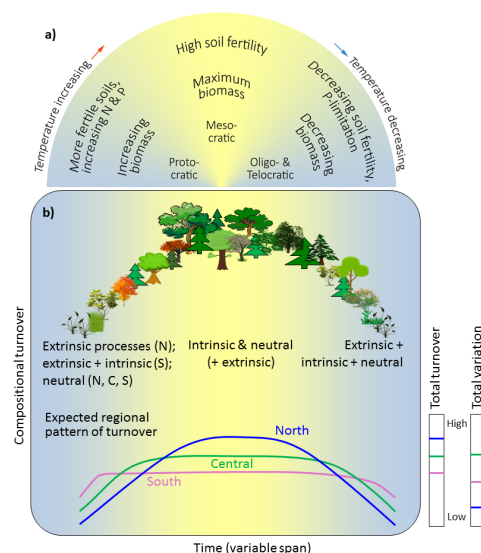 a)
Temperature increasing
Temperature decreasing
High soil fertility
More fertile soils,
increasing N & P
Decreasing soil fertility,
P-limitation
Maximum
biomass
Increasing
biomass
Decreasing
biomass
Meso-
cratic
Proto-
cratic
Oligo- &
Telocratic
b)
Compositional turnover
Extrinsic processes (N);
extrinsic + intrinsic (S);
neutral (N, C, S)
Intrinsic & neutral
(+ extrinsic)
Extrinsic +
intrinsic + neutral
Expected regional
pattern of turnover
North
Central
South
Total turnover
Total variation
High
Low
Time (variable span)